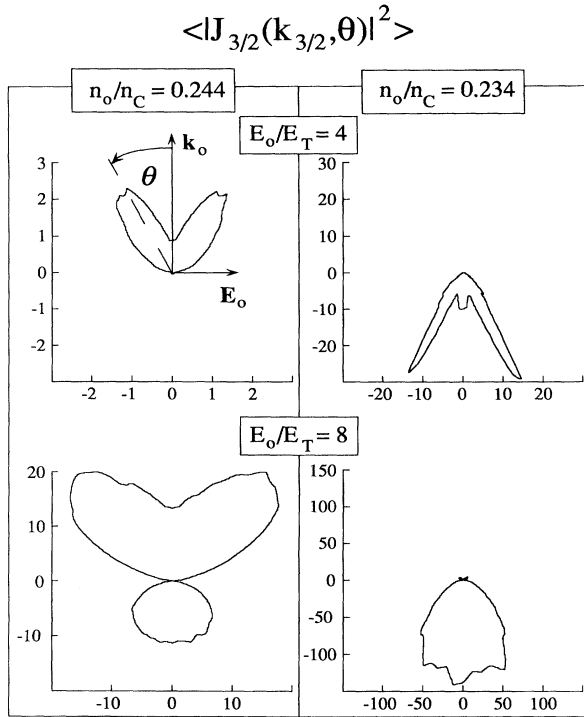 <|J3/2(k3/2,θ)|²>
no/nC = 0.244
no/nC = 0.234
Eo/ET = 4
ko
θ
Eo
3
2
1
0
-1
-2
-2 -1 0 1 2
30
20
10
0
-10
-20
-20 -10 0 10 20
Eo/ET = 8
20
10
0
-10
-10 0 10
150
100
50
0
-50
-100
-100 -50 0 50 100